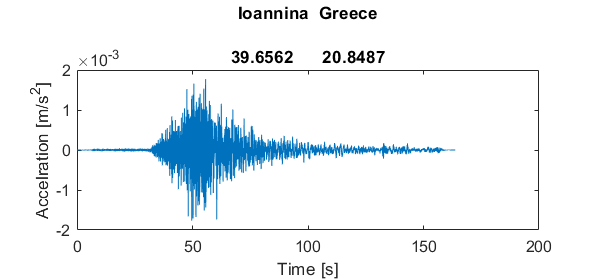 Ioannina Greece
39.6562 20.8487
×10-3
2
1
0
-1
-2
Accelration [m/s2]
0 50 100 150 200
Time [s]